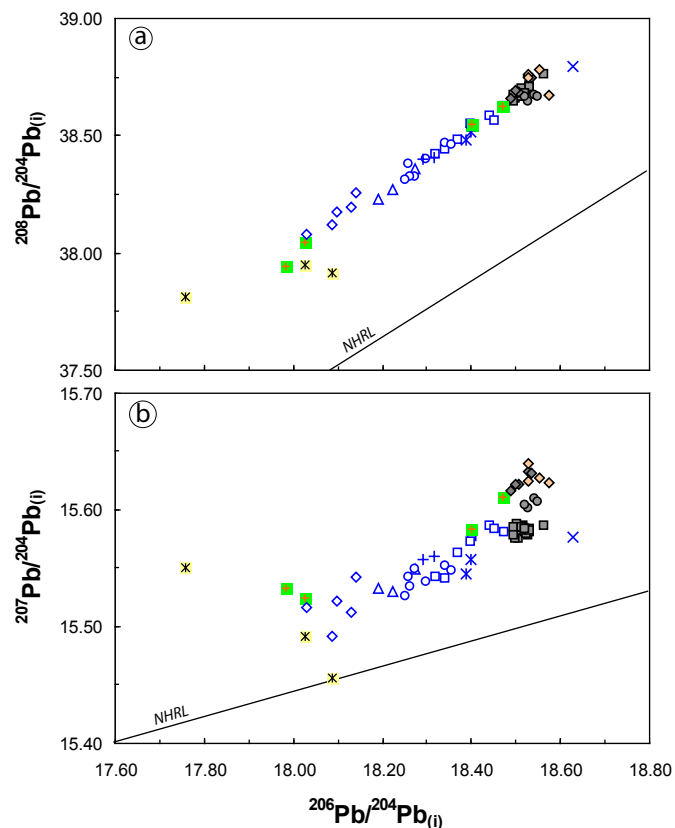 39.00
ⓐ
38.50
38.00
37.50
²⁰⁸Pb/²⁰⁴Pb(i)
NHRL
15.70
ⓑ
15.60
15.50
15.40
²⁰⁷Pb/²⁰⁴Pb(i)
NHRL
17.60 17.80 18.00 18.20 18.40 18.60 18.80
²⁰⁶Pb/²⁰⁴Pb(i)